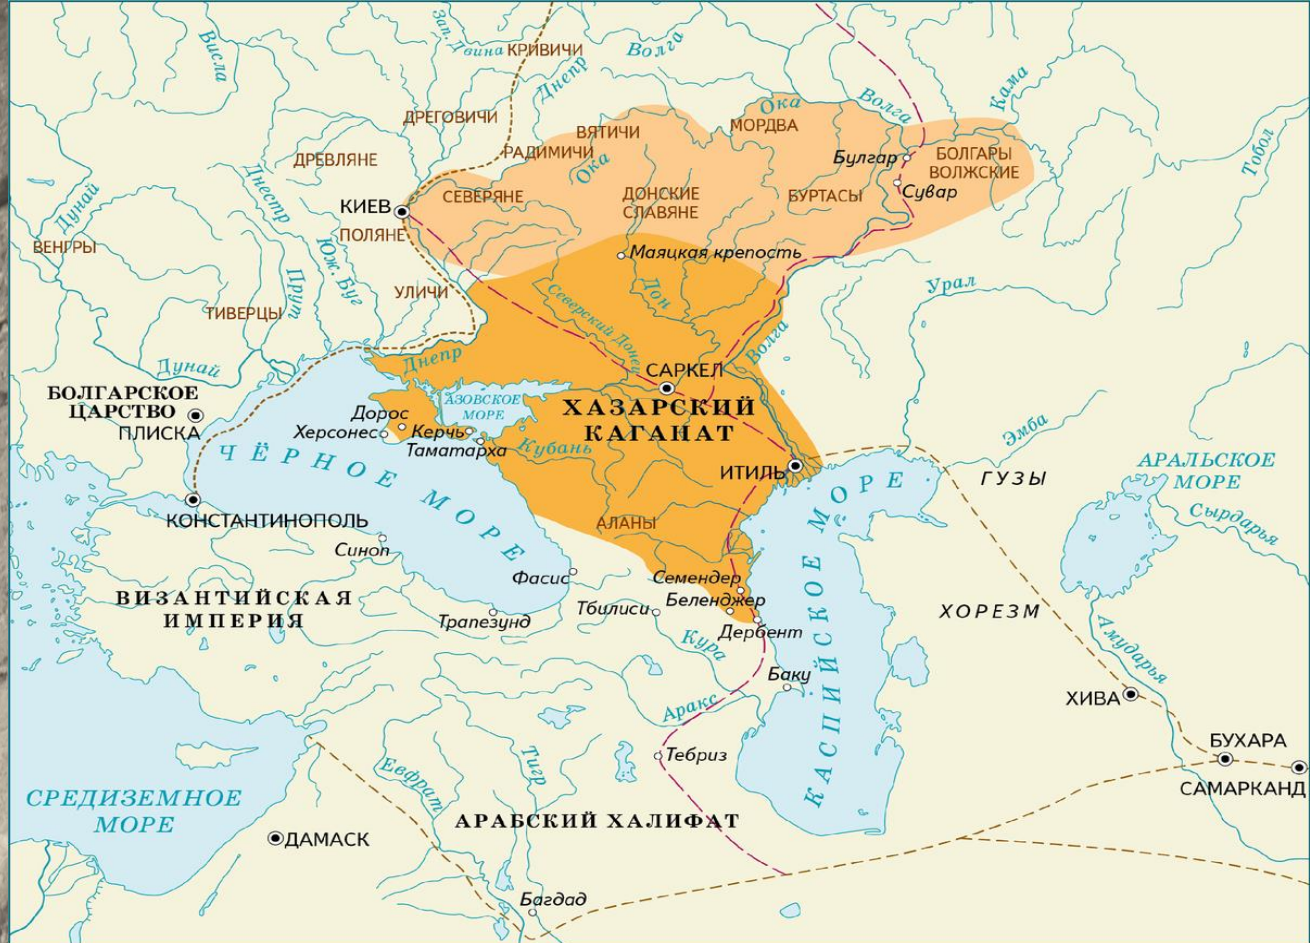 Висла
Зап. Двина
КРИВИЧИ
Волга
Днепр
ДРЕГОВИЧИ
РАДИМИЧИ
ВЯТИЧИ
Ока
Ока
МОРДВА
Волга
Кама
Тобол
ДРЕВЛЯНЕ
Днестр
Дунай
Булгар
БОЛГАРЫ
ВОЛЖСКИЕ
Сувар
КИЕВ
СЕВЕРЯНЕ
ДОНСКИЕ
СЛАВЯНЕ
БУРТАСЫ
ПОЛЯНЕ
ВЕНГРЫ
Маяцкая крепость
Юж. Буг
Прут
УЛИЧИ
Северский Донец
Дон
Урал
ТИВЕРЦЫ
Волга
Дунай
Днепр
САРКЕЛ
БОЛГАРСКОЕ
ЦАРСТВО
ПЛИСКА
АЗОВСКОЕ
МОРЕ
ХАЗАРСКИЙ
КАГАНАТ
Дорос
Херсонес
Керчь
Таматарха
Кубань
Эмба
ЧЁРНОЕ МОРЕ
ИТИЛЬ
ГУЗЫ
АРАЛЬСКОЕ
МОРЕ
Сырдарья
КОНСТАНТИНОПОЛЬ
АЛАНЫ
КАСПИЙСКОЕ МОРЕ
Синоп
Фасис
Семендер
Беленджер
ВИЗАНТИЙСКАЯ
ИМПЕРИЯ
Трапезунд
Тбилиси
Дербент
ХОРЕЗМ
Кура
Амударья
Баку
Аракс
ХИВА
Тебриз
БУХАРА
САМАРКАНД
Евфрат
Тигр
СРЕДИЗЕМНОЕ
МОРЕ
АРАБСКИЙ ХАЛИФАТ
ДАМАСК
Багдад